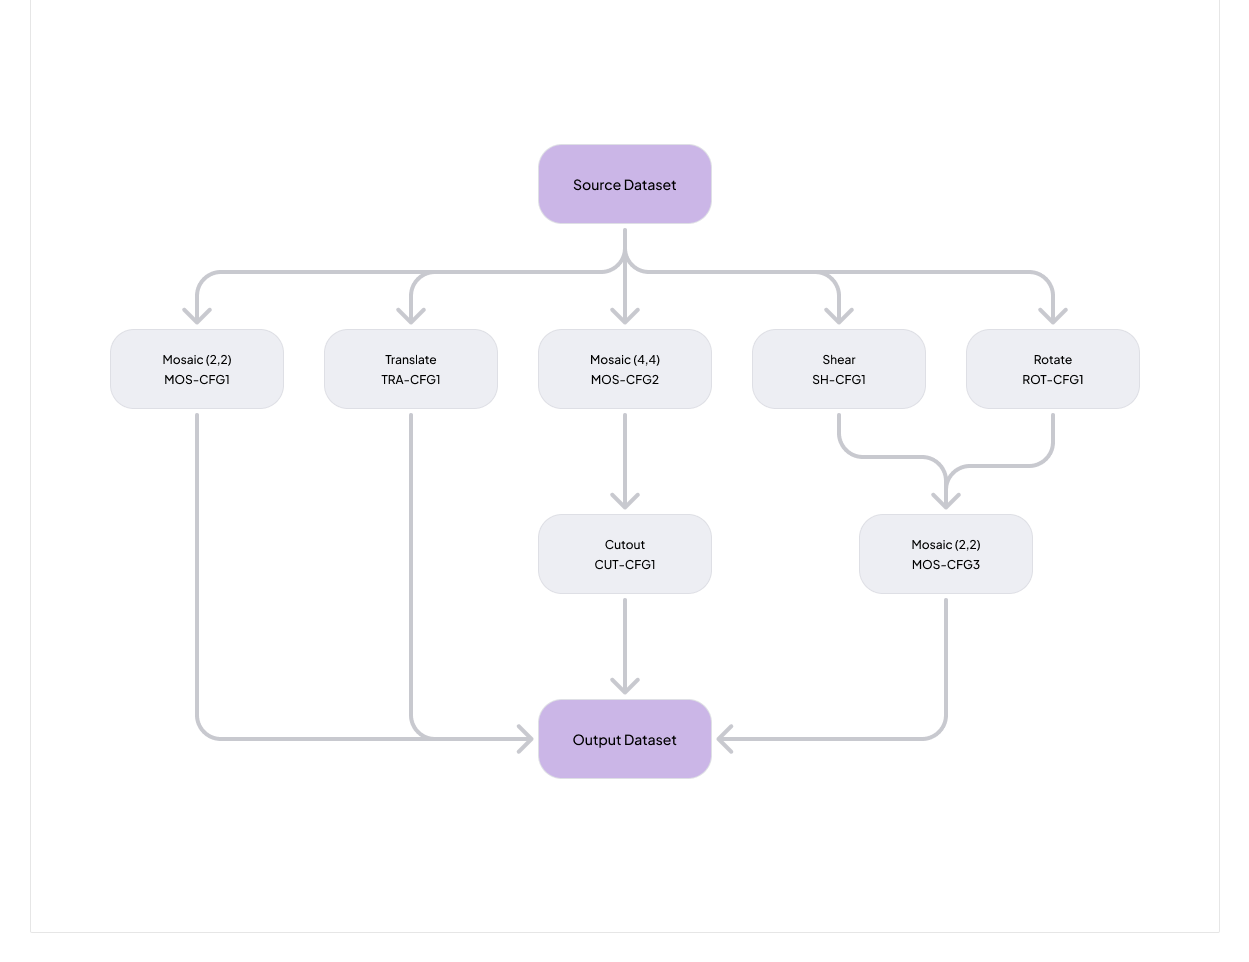 Source Dataset
Mosaic (2,2)
MOS-CFG1
Translate
TRA-CFG1
Mosaic (4,4)
MOS-CFG2
Shear
SH-CFG1
Rotate
ROT-CFG1
Cutout
CUT-CFG1
Mosaic (2,2)
MOS-CFG3
Output Dataset